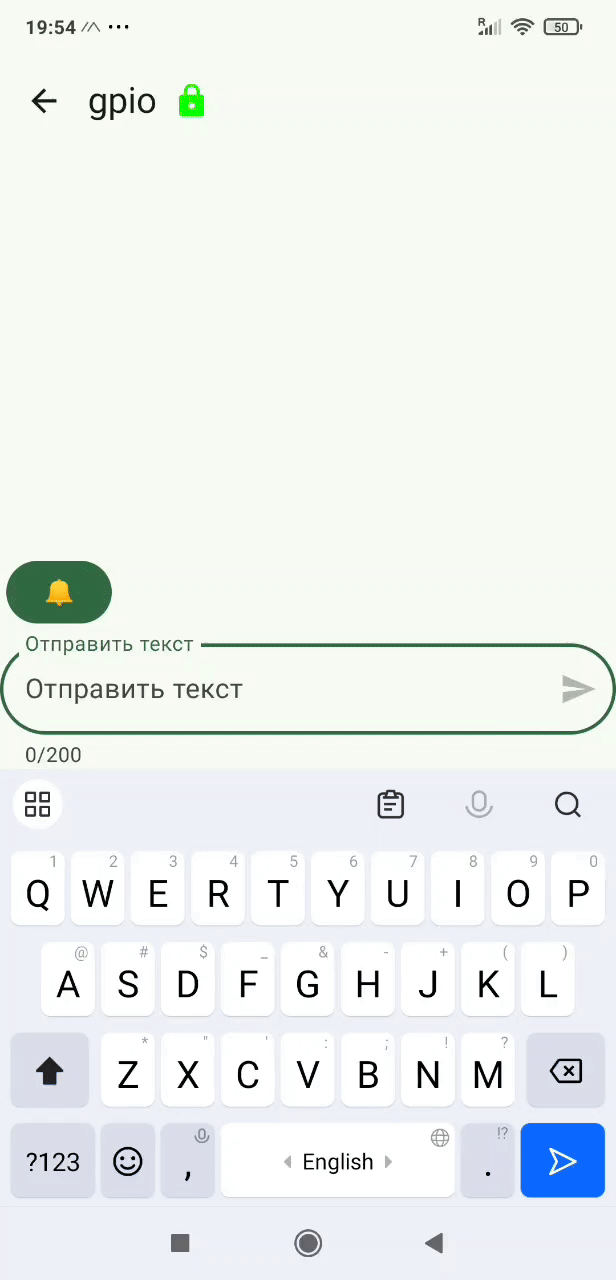 19:54
R
50
gpio
Отправить текст
Отправить текст
0/200
1 2 3 4 5 6 7 8 9 0
Q W E R T Y U I O P
@ # $ _ & - + ( )
A S D F G H J K L
* " ' : ; ! ?
Z X C V B N M
!?
?123 , English .